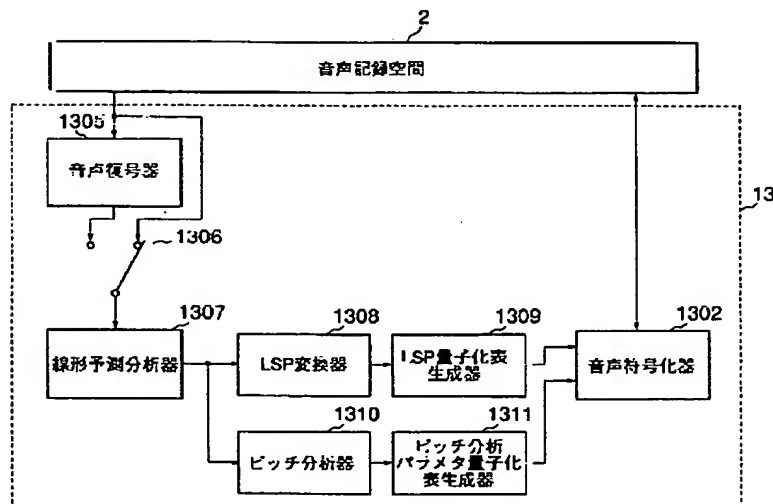 2
音声記録空間
1305
音声復号器
1306
13
1307
線形予測分析器
1308
LSP変換器
1309
LSP量子化表
生成器
1302
音声符号化器
1310
ピッチ分析器
1311
ピッチ分析
パラメタ量子化
表生成器